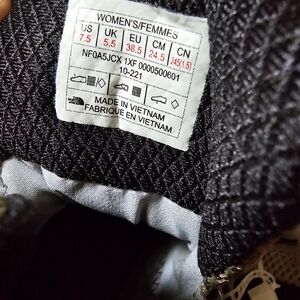 WOMEN'S/FEMMES
US UK EU CM CN
7.5 5.5 38.5 24.5 245(1.5)
NF0A5JCX 1XF 0000500601
10-221
MADE IN VIETNAM
FABRIQUE EN VIETNAM